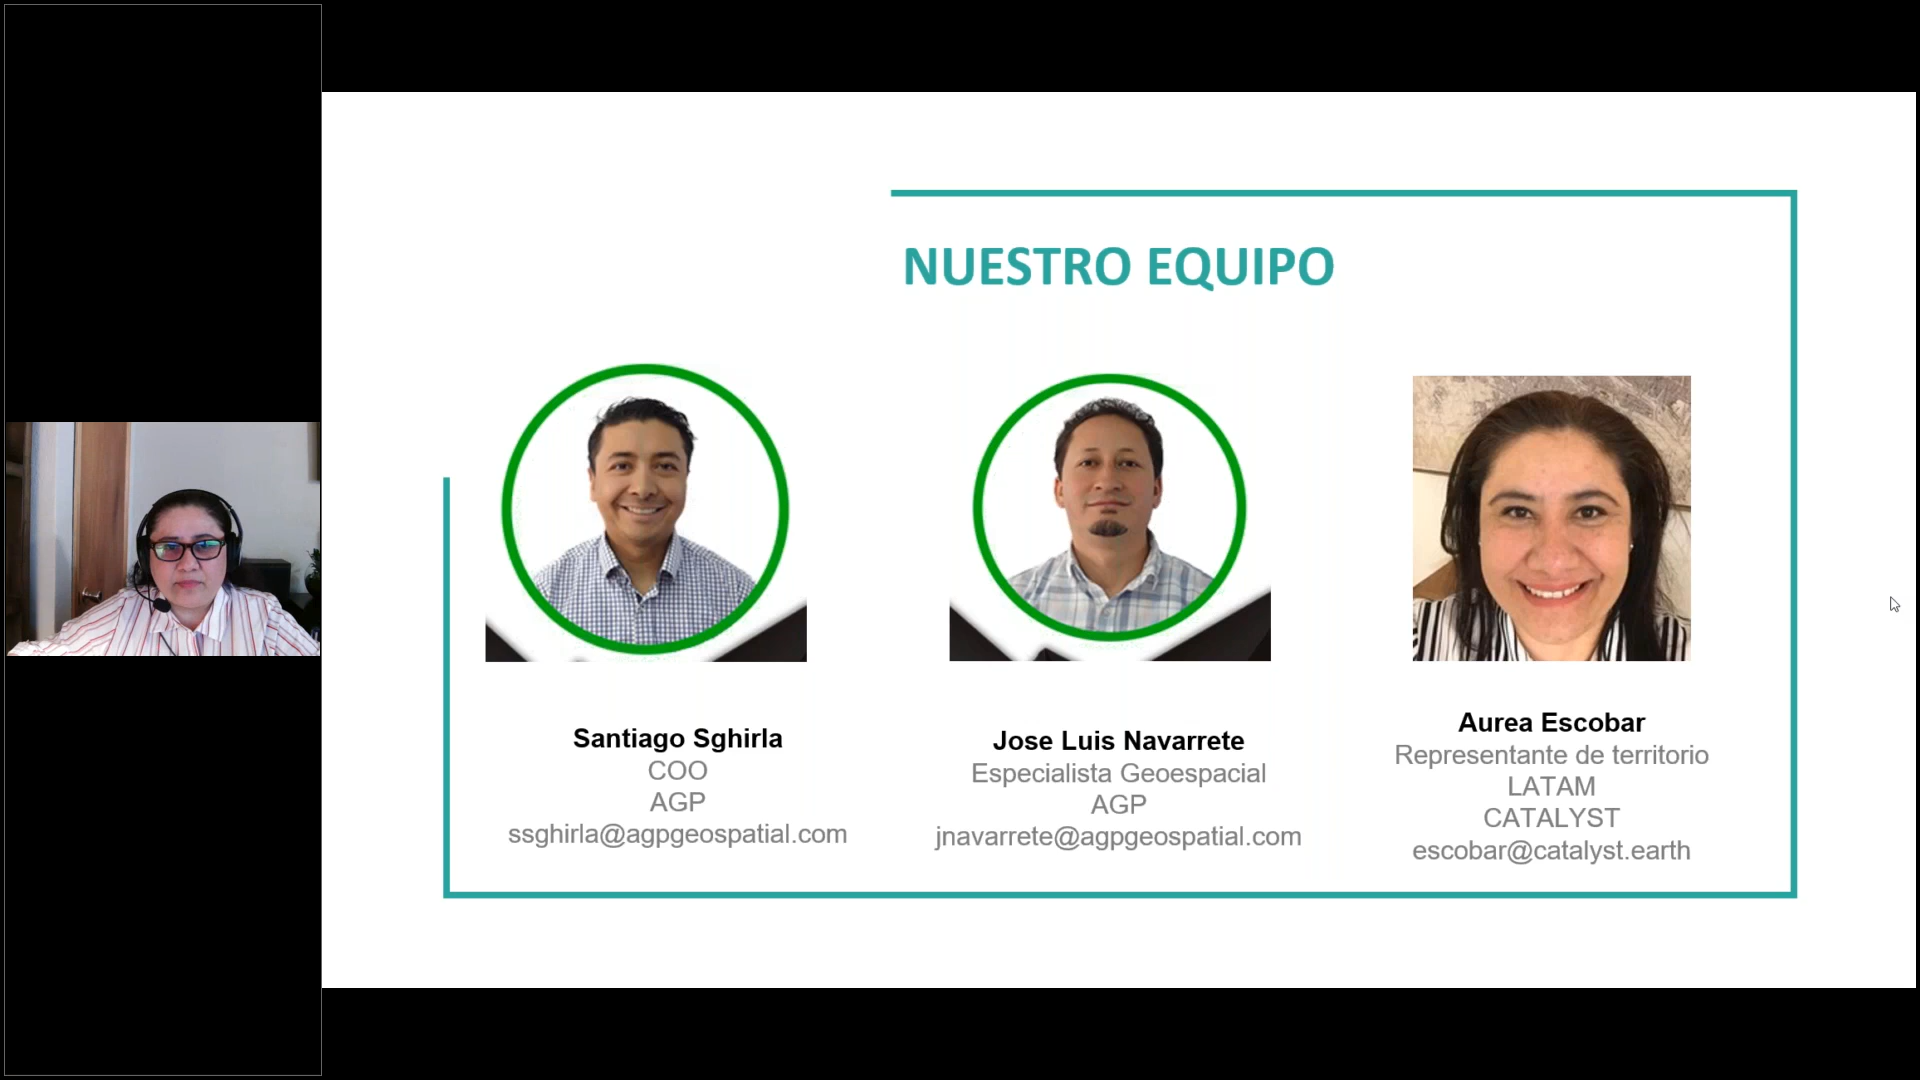 NUESTRO EQUIPO
Santiago Sghirla
COO
AGP
ssghirla@agpgeospatial.com
Jose Luis Navarrete
Especialista Geoespacial
AGP
jnavarrete@agpgeospatial.com
Aurea Escobar
Representante de territorio
LATAM
CATALYST
escobar@catalyst.earth